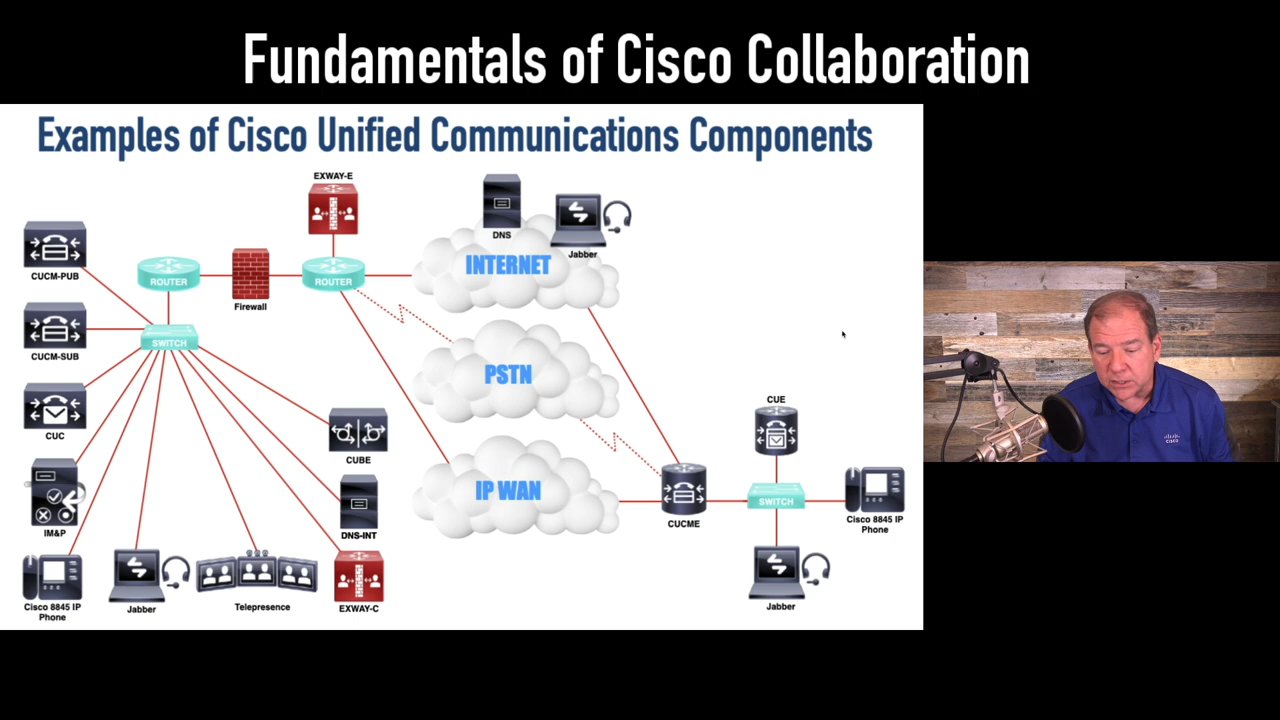 Fundamentals of Cisco Collaboration
Examples of Cisco Unified Communications Components
EXWAY-E
DNS
Jabber
INTERNET
CUCM-PUB
ROUTER
Firewall
ROUTER
CUCM-SUB
SWITCH
PSTN
CUC
CUBE
CUE
IP WAN
CUCME
SWITCH
Cisco 8845 IP
Phone
IM&P
DNS-INT
Cisco 8845 IP
Phone
Jabber
Telepresence
EXWAY-C
Jabber
cisco